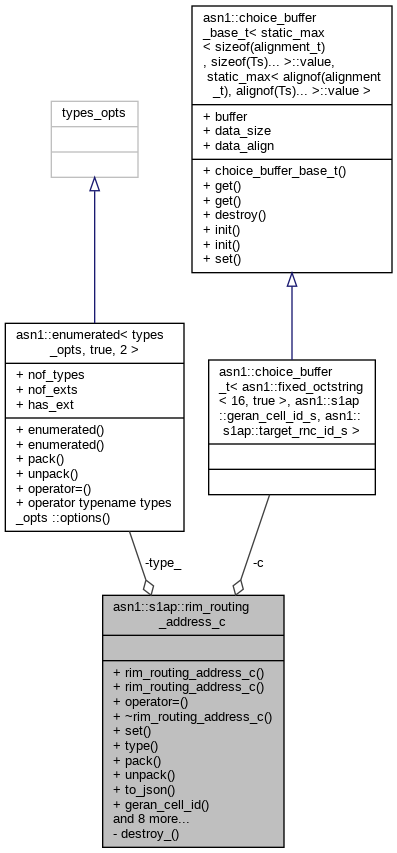 asn1::choice_buffer
_base_t< static_max
< sizeof(alignment_t)
, sizeof(Ts)... >::value,
static_max< alignof(alignment
_t), alignof(Ts)... >::value >
+ buffer
+ data_size
+ data_align
+ choice_buffer_base_t()
+ get()
+ get()
+ destroy()
+ init()
+ init()
+ set()
types_opts
asn1::enumerated< types
_opts, true, 2 >
+ nof_types
+ nof_exts
+ has_ext
+ enumerated()
+ enumerated()
+ pack()
+ unpack()
+ operator=()
+ operator typename types
_opts ::options()
asn1::choice_buffer
_t< asn1::fixed_octstring
< 16, true >, asn1::s1ap
::geran_cell_id_s, asn1::
s1ap::target_rnc_id_s >
-type_
-c
asn1::s1ap::rim_routing
_address_c
+ rim_routing_address_c()
+ rim_routing_address_c()
+ operator=()
+ ~rim_routing_address_c()
+ set()
+ type()
+ pack()
+ unpack()
+ to_json()
+ geran_cell_id()
and 8 more...
- destroy_()